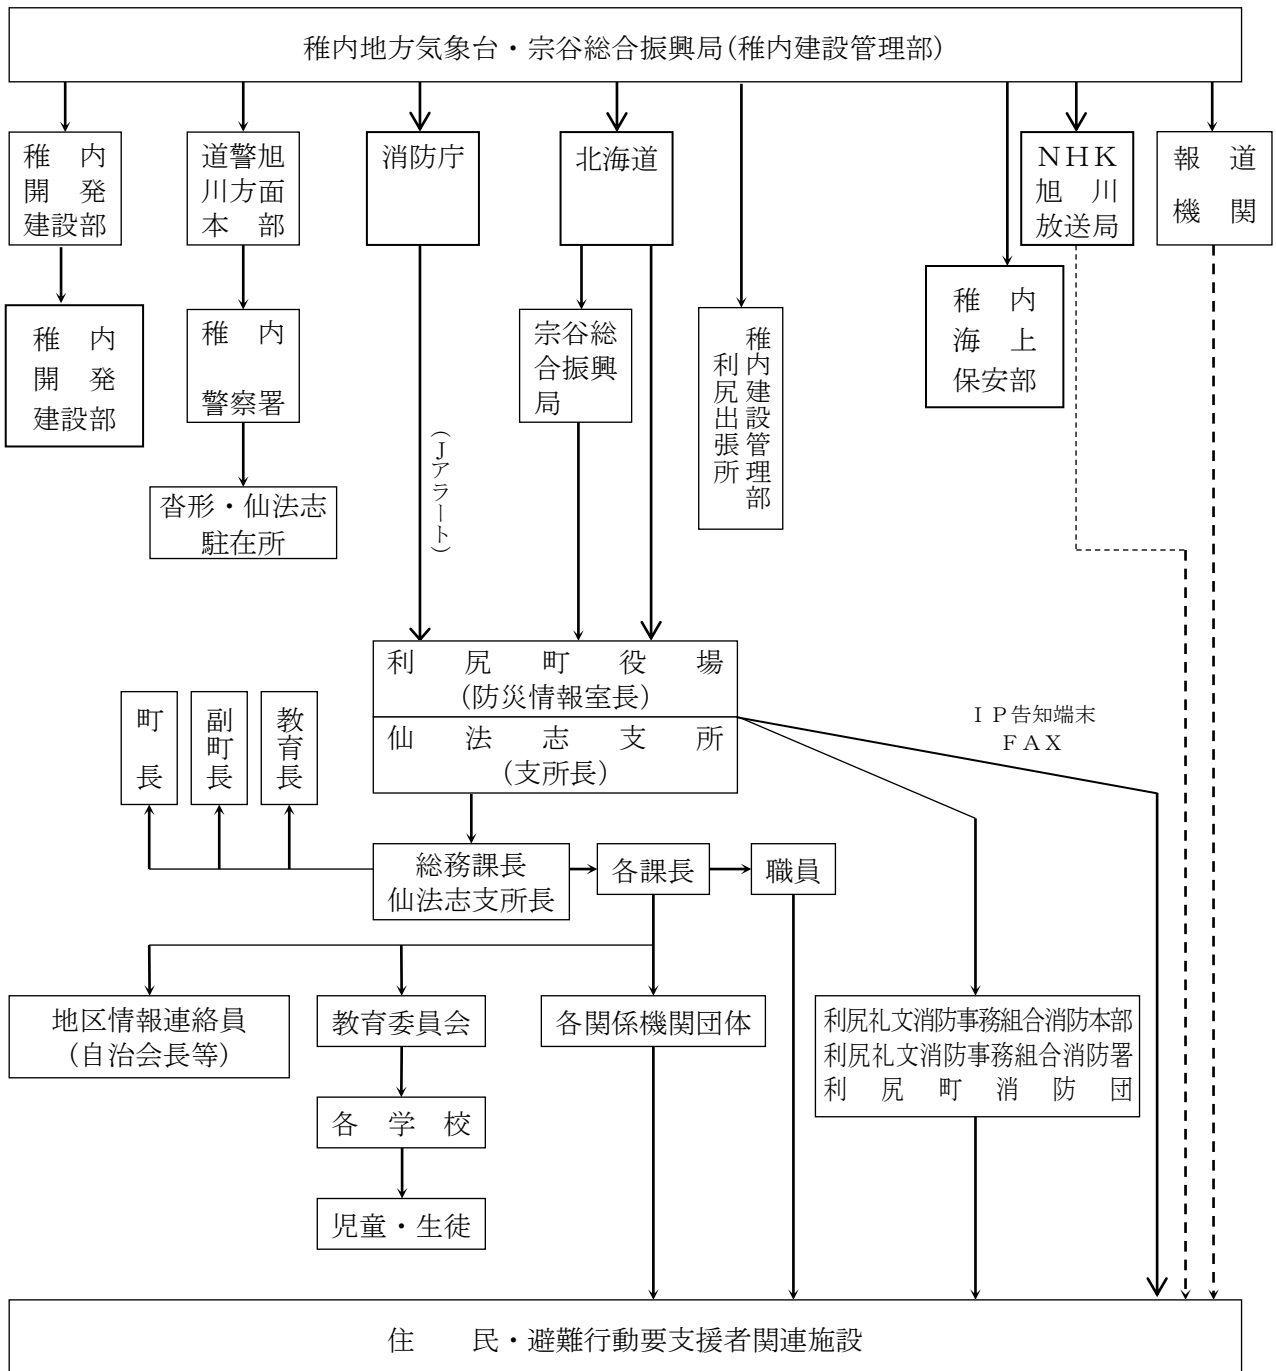 稚内地方気象台・宗谷総合振興局(稚内建設管理部)
稚内
開発
建設部
道警旭
川方面
本部
消防庁
北海道
NHK
旭川
放送局
報道
機関
稚内
開発
建設部
稚内
警察署
宗谷総
合振興
局
稚内建設管理部
利尻出張所
稚内
海上
保安部
(Jアラート)
沓形・仙法志
駐在所
利尻町役場
(防災情報室長)
仙法志支所
(支所長)
町長
副町長
教育長
IP告知端末
FAX
総務課長
仙法志支所長
各課長
職員
地区情報連絡員
(自治会長等)
教育委員会
各関係機関団体
利尻礼文消防事務組合消防本部
利尻礼文消防事務組合消防署
利尻町消防団
各学校
児童・生徒
住　民・避難行動要支援者関連施設